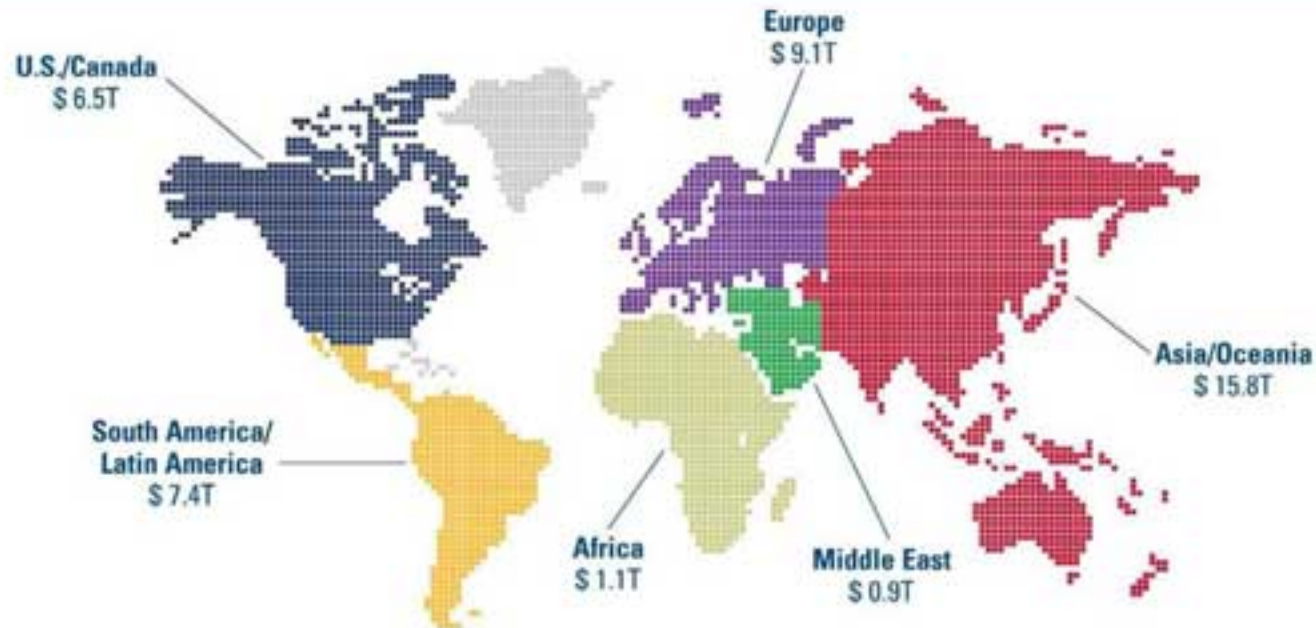 Europe
$ 9.1T
U.S./Canada
$ 6.5T
Asia/Oceania
$ 15.8T
South America/
Latin America
$ 7.4T
Africa
$ 1.1T
Middle East
$ 0.9T